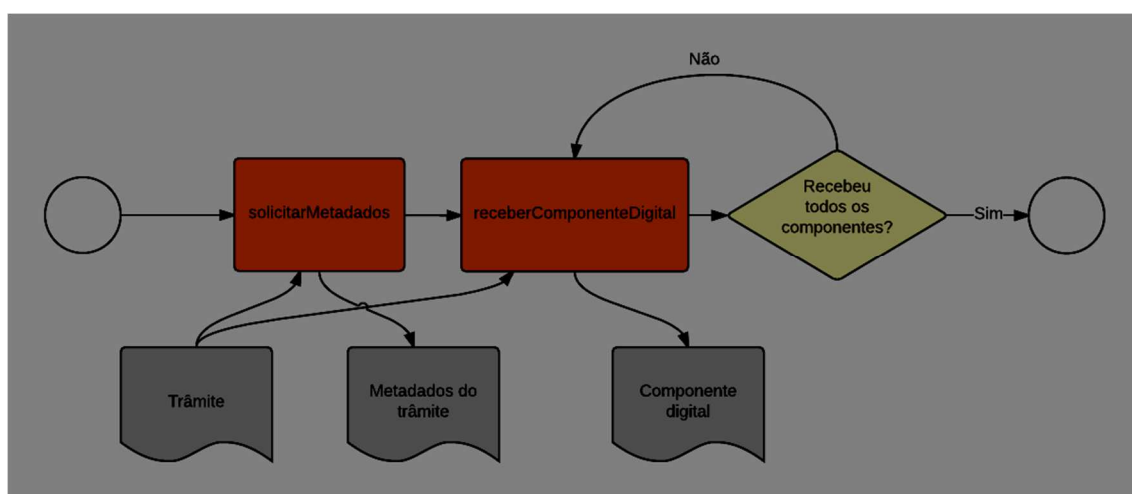 Não
solicitarMetadados
receberComponenteDigital
Recebeu
todos os
componentes?
Sim
Trâmite
Metadados do
trâmite
Componente
digital